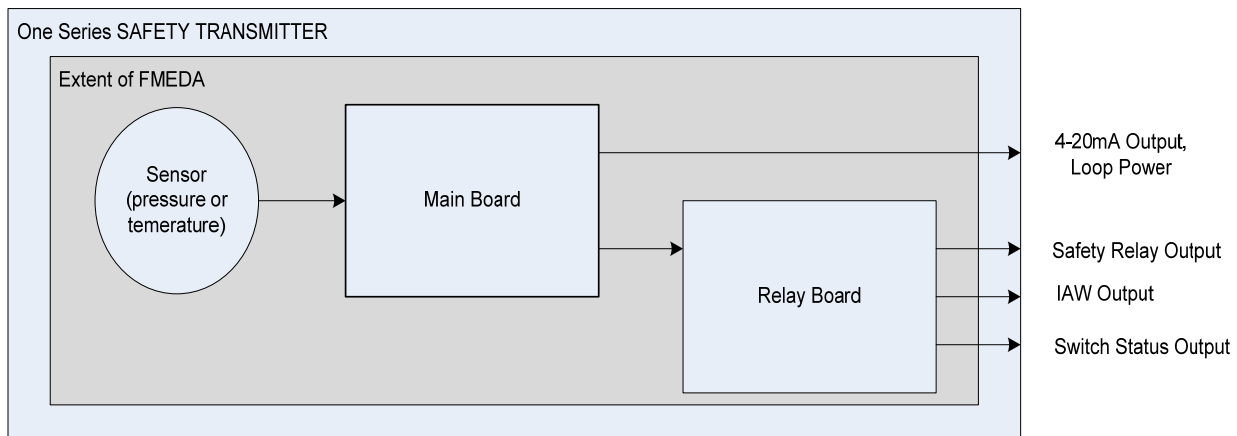 One Series SAFETY TRANSMITTER
Extent of FMEDA
Sensor
(pressure or
temerature)
Main Board
Relay Board
4-20mA Output,
Loop Power
Safety Relay Output
IAW Output
Switch Status Output